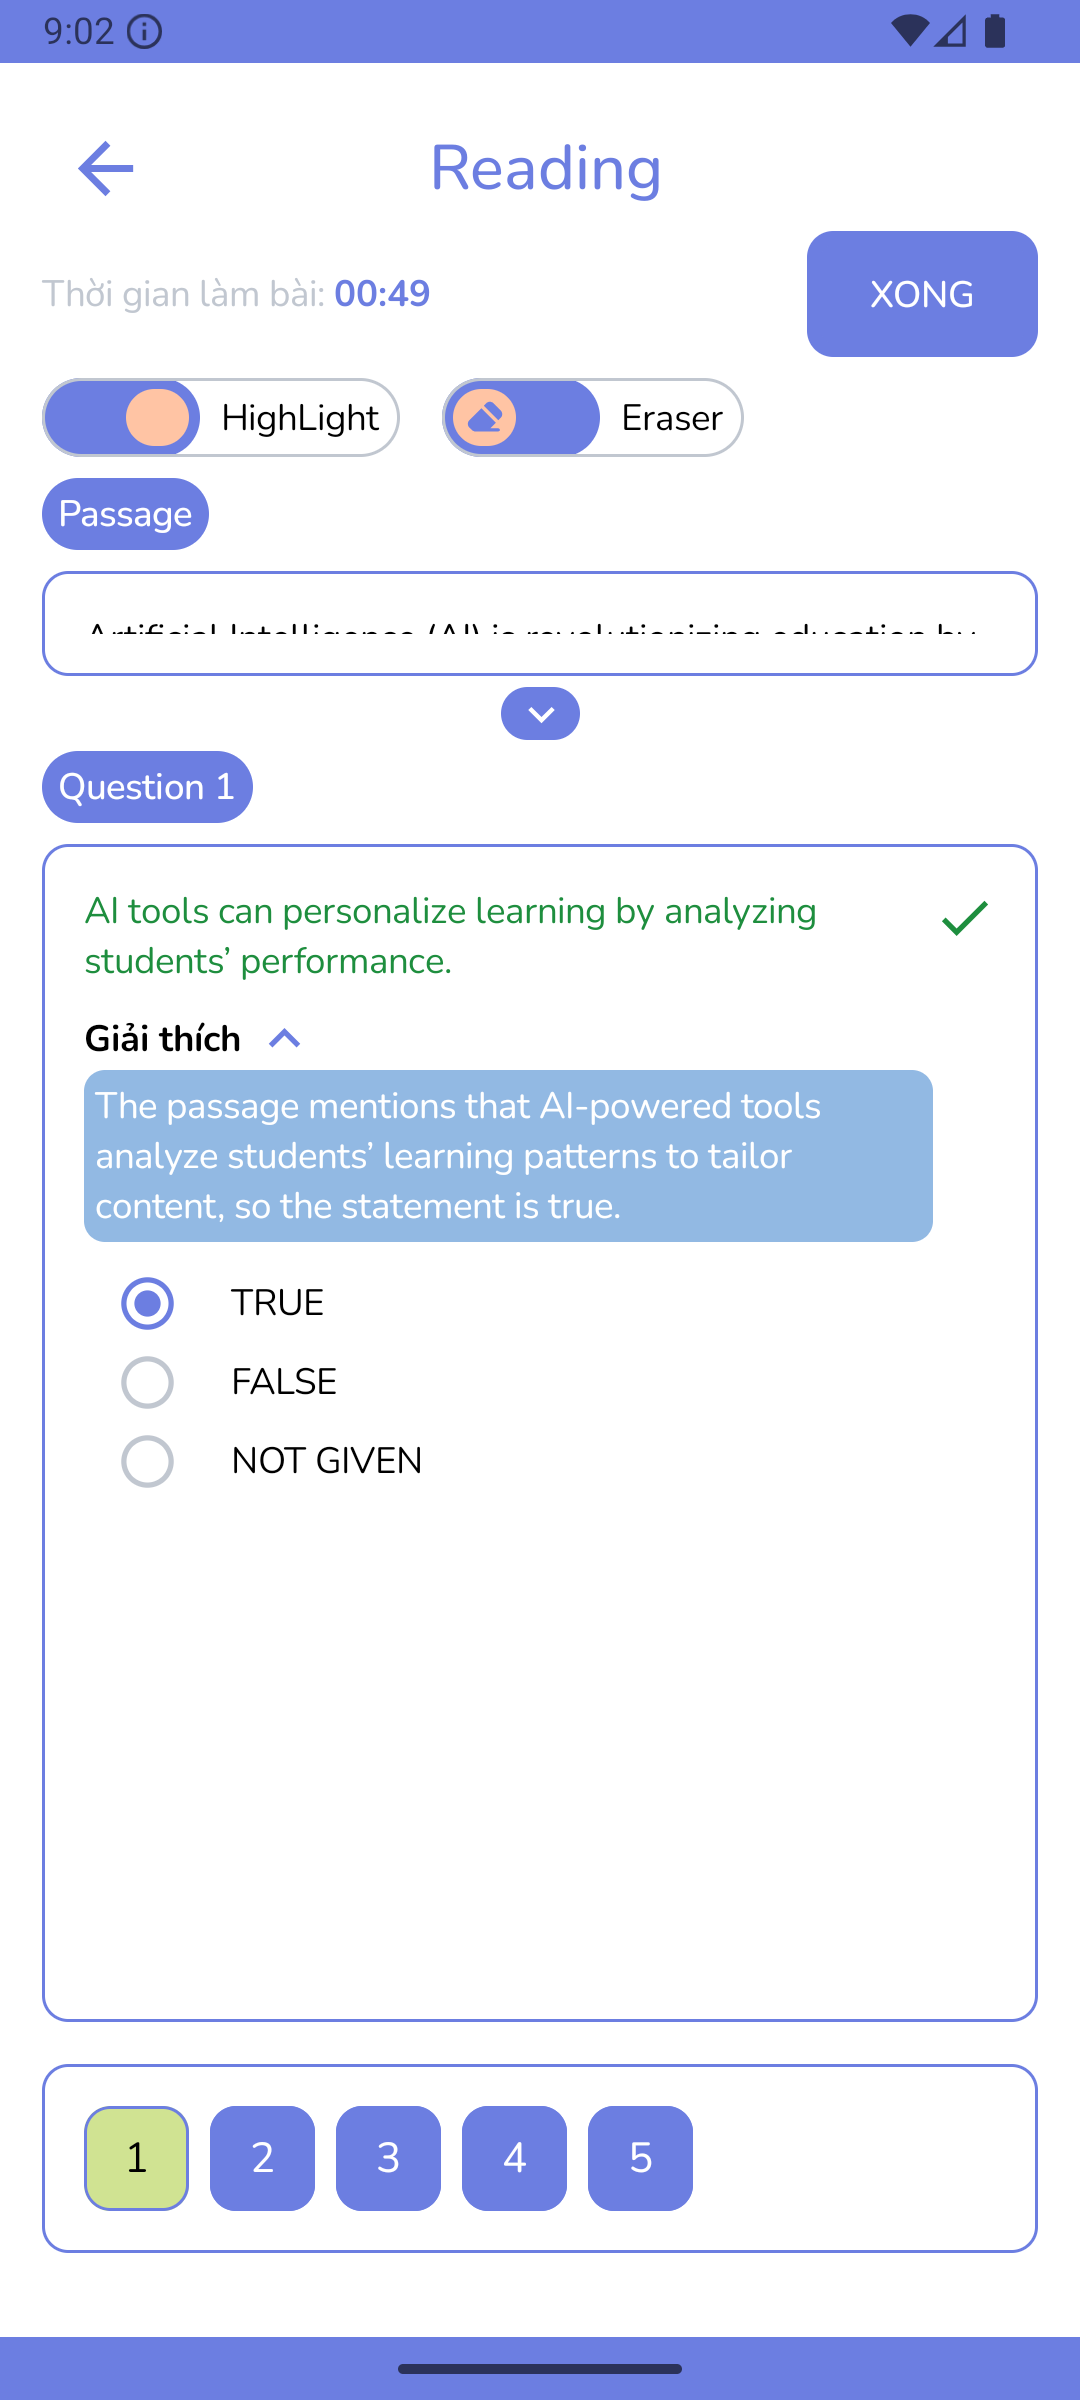 9:02
Reading
Thời gian làm bài: 00:49
XONG
HighLight
Eraser
Passage
Artificial Intelligence (AI) is revolutionizing education by
Question 1
AI tools can personalize learning by analyzing
students’ performance.
Giải thích
The passage mentions that AI-powered tools
analyze students’ learning patterns to tailor
content, so the statement is true.
TRUE
FALSE
NOT GIVEN
1
2
3
4
5